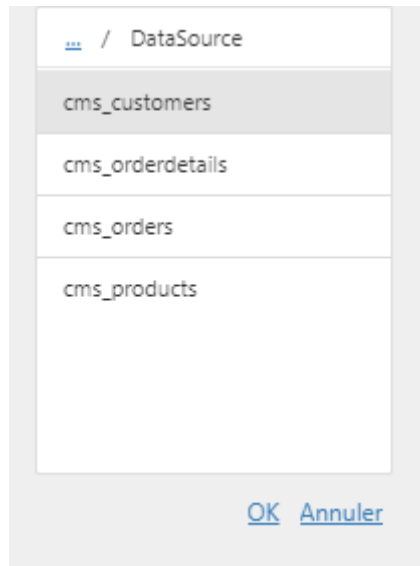 ... / DataSource
cms_customers
cms_orderdetails
cms_orders
cms_products
OK Annuler